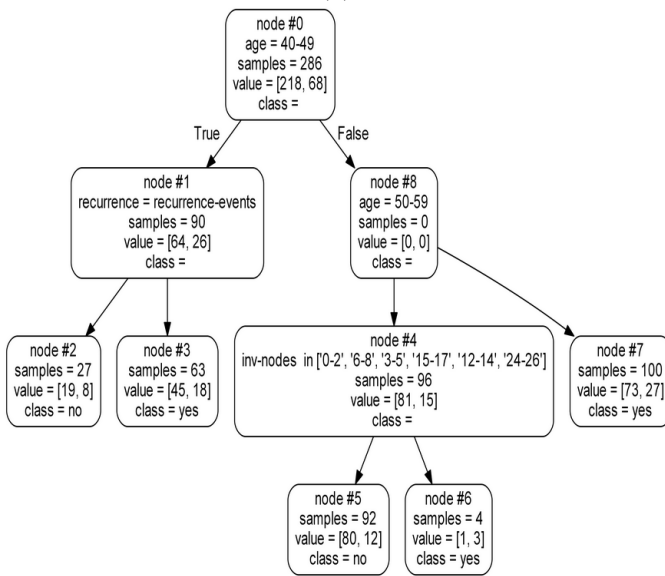 node #0
age = 40-49
samples = 286
value = [218, 68]
class =
True
False
node #1
recurrence = recurrence-events
samples = 90
value = [64, 26]
class =
node #8
age = 50-59
samples = 0
value = [0, 0]
class =
node #2
samples = 27
value = [19, 8]
class = no
node #3
samples = 63
value = [45, 18]
class = yes
node #4
inv-nodes in ['0-2', '6-8', '3-5', '15-17', '12-14', '24-26']
samples = 96
value = [81, 15]
class =
node #7
samples = 100
value = [73, 27]
class = yes
node #5
samples = 92
value = [80, 12]
class = no
node #6
samples = 4
value = [1, 3]
class = yes